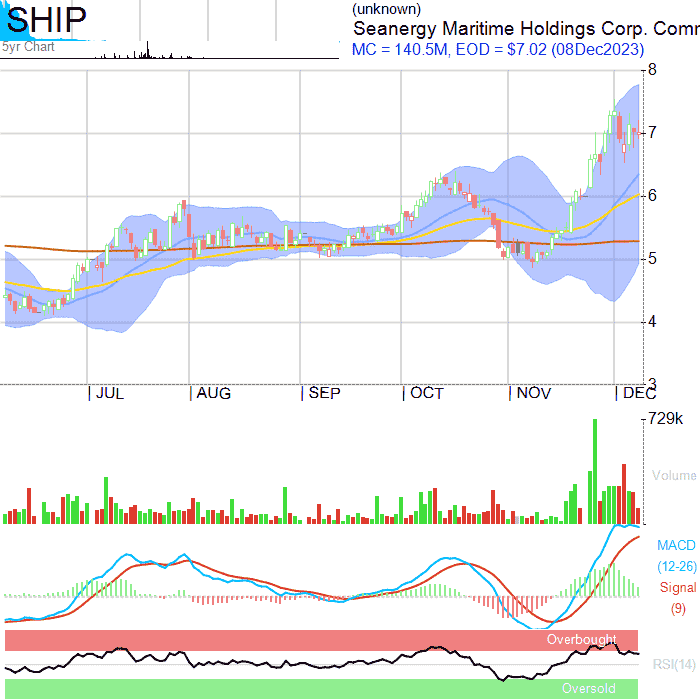 SHIP
(unknown)
Seanergy Maritime Holdings Corp. Comm
5yr Chart
MC = 140.5M, EOD = $7.02 (08Dec2023)
8
7
6
5
4
3
JUL AUG SEP OCT NOV DEC
729k
Volume
MACD
(12-26)
Signal
(9)
Overbought
RSI(14)
Oversold